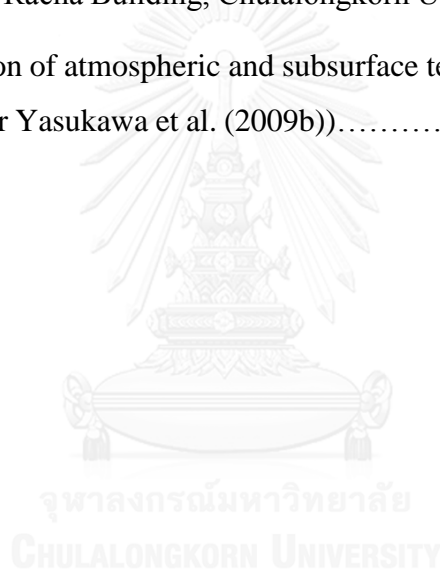 Racha Building, Chulalongkorn U
on of atmospheric and subsurface te
r Yasukawa et al. (2009b))………
จุฬาลงกรณ์มหาวิทยาลัย
CHULALONGKORN UNIVERSITY